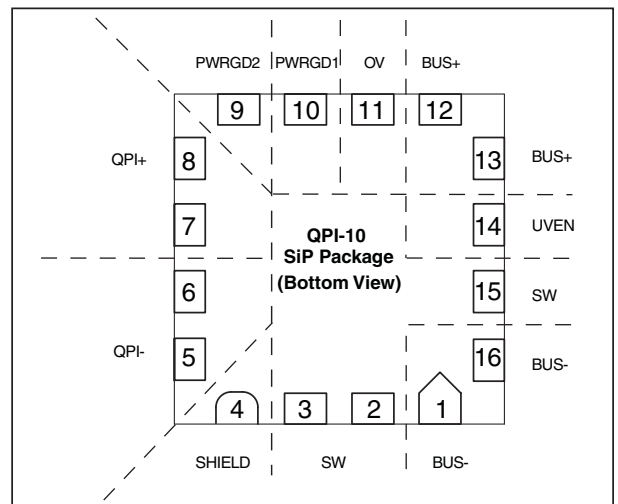 PWRGD2 PWRGD1 OV BUS+
9 10 11 12
QPI+ 8 13 BUS+
7 14 UVEN
QPI-10
SiP Package
(Bottom View)
6 15 SW
QPI- 5 16 BUS-
4 3 2 1
SHIELD SW BUS-